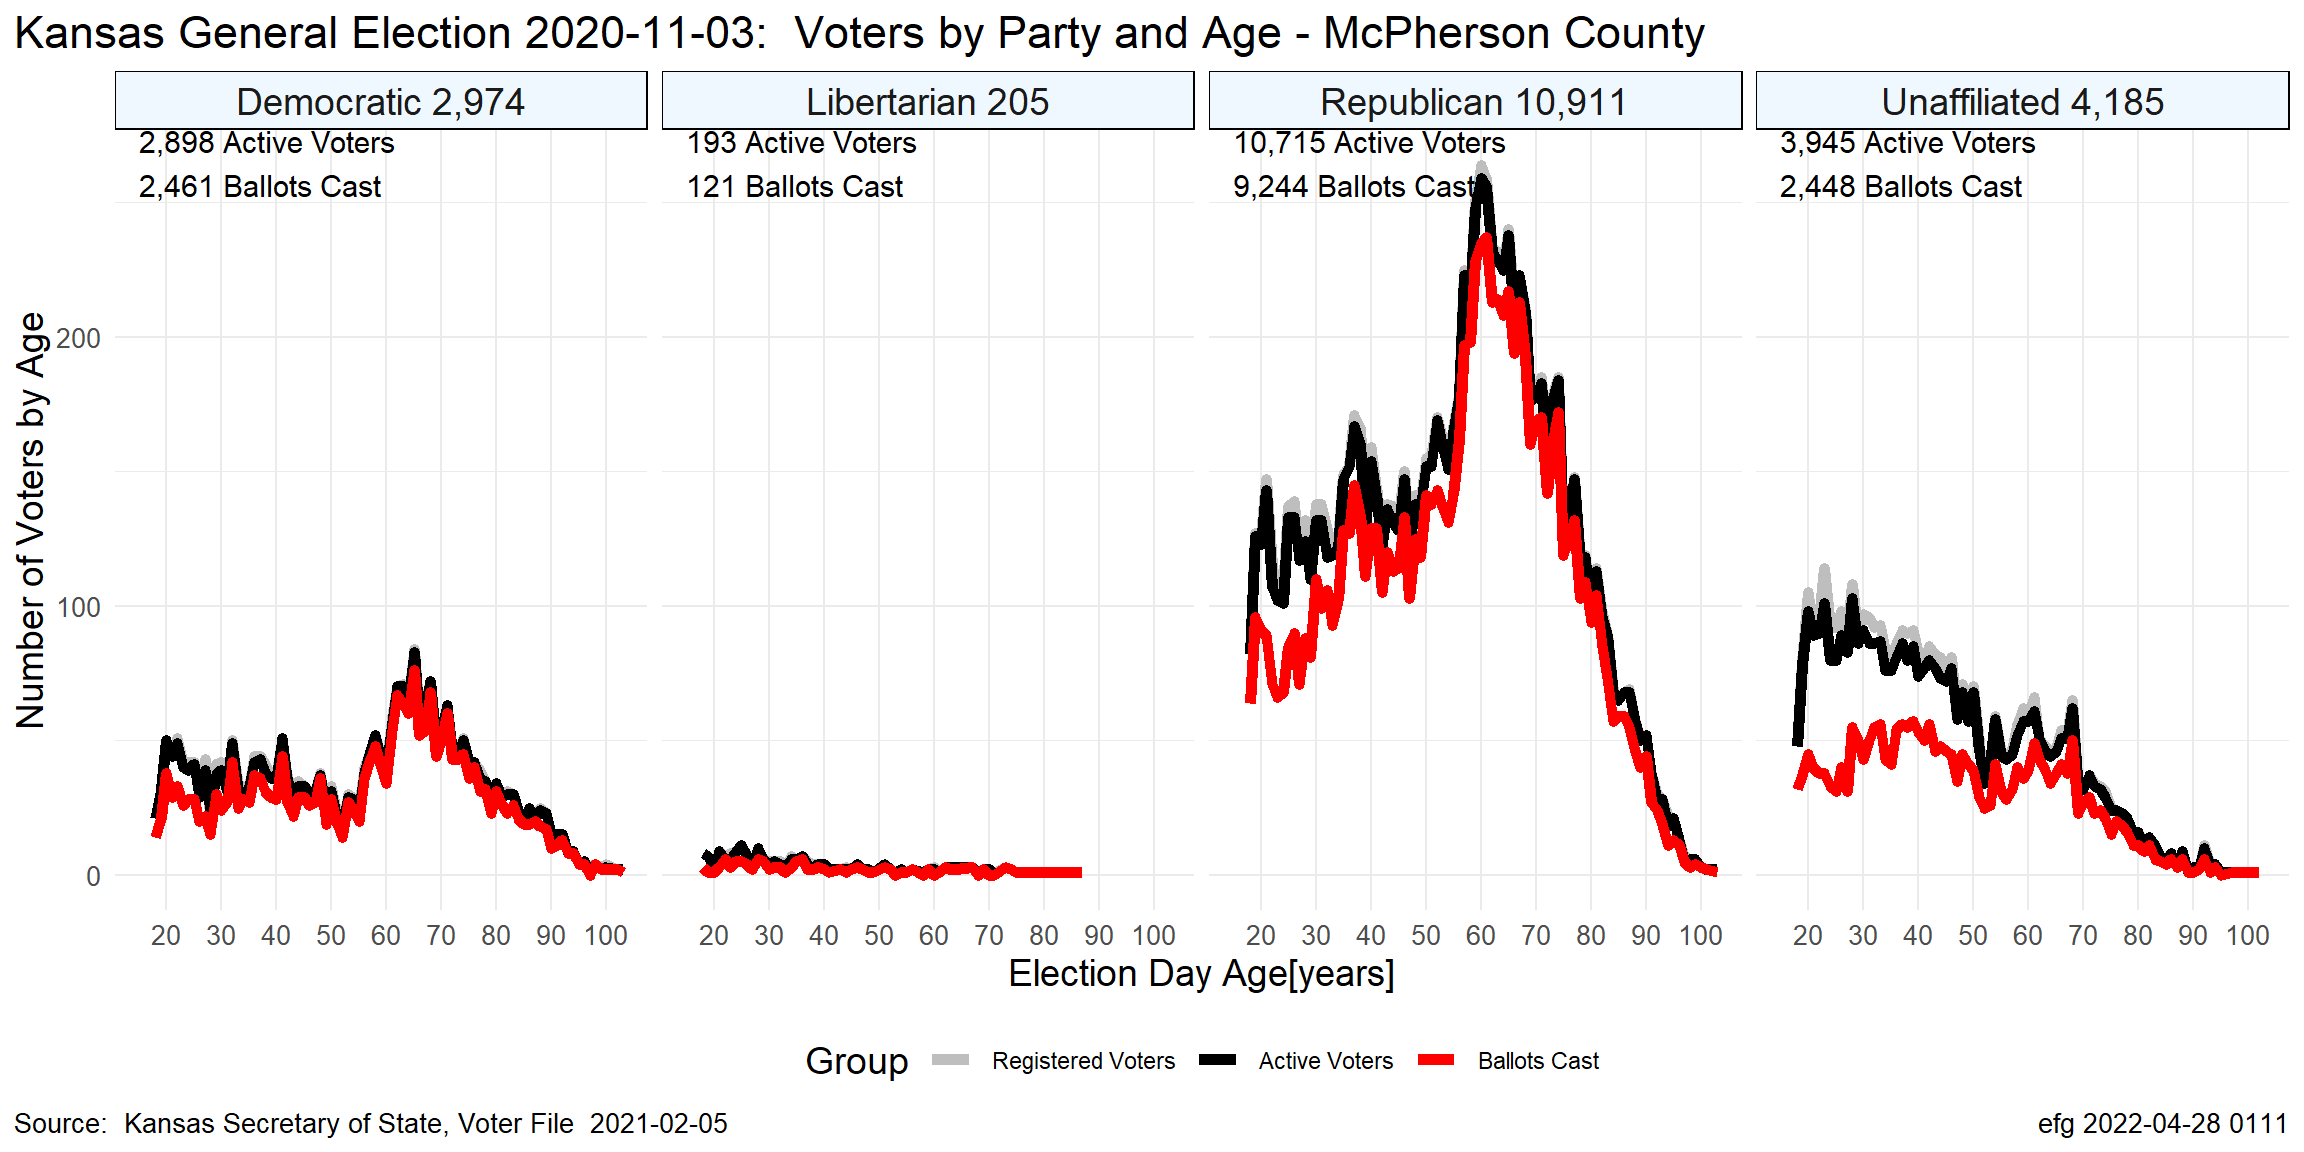 Kansas General Election 2020-11-03:  Voters by Party and Age - McPherson County
Democratic 2,974
Libertarian 205
Republican 10,911
Unaffiliated 4,185
2,898 Active Voters
2,461 Ballots Cast
193 Active Voters
121 Ballots Cast
10,715 Active Voters
9,244 Ballots Cast
3,945 Active Voters
2,448 Ballots Cast
Number of Voters by Age
200
100
0
20 30 40 50 60 70 80 90 100
20 30 40 50 60 70 80 90 100
20 30 40 50 60 70 80 90 100
20 30 40 50 60 70 80 90 100
Election Day Age[years]
Group Registered Voters Active Voters Ballots Cast
Source:  Kansas Secretary of State, Voter File  2021-02-05
efg 2022-04-28 0111